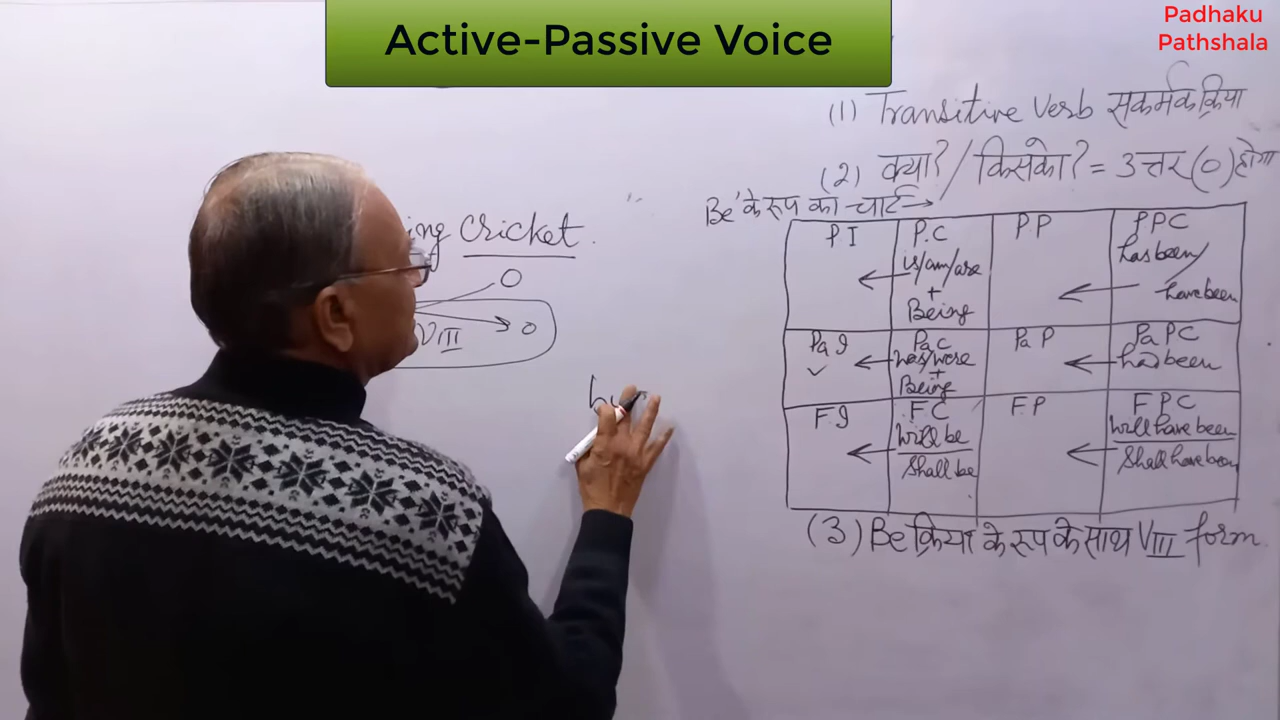 Active-Passive Voice
Padhaku
Pathshala
(1) Transitive Verb सकर्मक क्रिया
(2) क्या? / किसको? = उत्तर (O) होगा
Be' के रूप का चार्ट →
ing Cricket.
O
VIII → O
by
P I
P.C
is/am/are
+
Being
P P
P P C
has been/
have been
Pa I
Pa C
was/were
+
Being
Pa P
Pa P C
had been
F.I
F C
will be
Shall be
F P
F P C
will have been
Shall have been
(3) Be क्रिया के रूप के साथ VIII form.